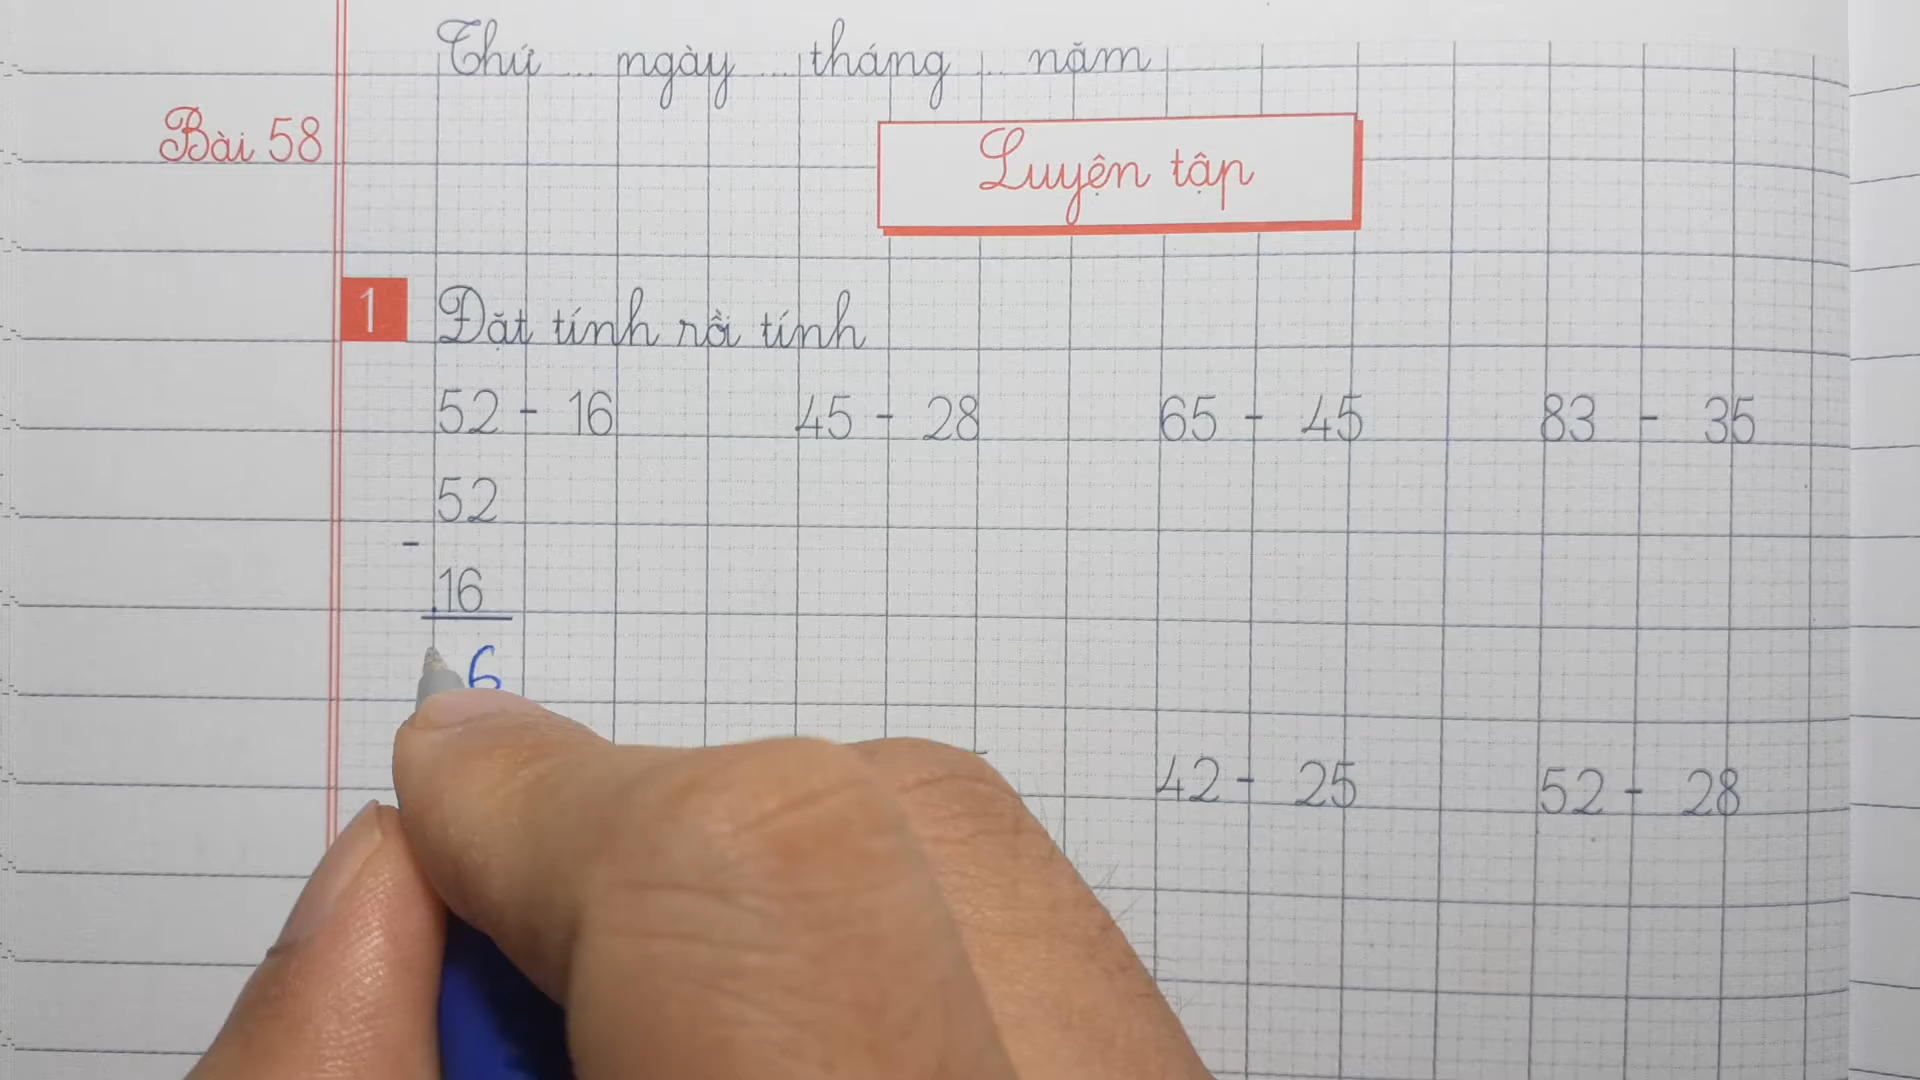 Thứ ... ngày ... tháng ... năm
Bài 58
Luyện tập
1 Đặt tính rồi tính
52 - 16 45 - 28 65 - 45 83 - 35
52
-
16
6
42 - 25 52 - 28